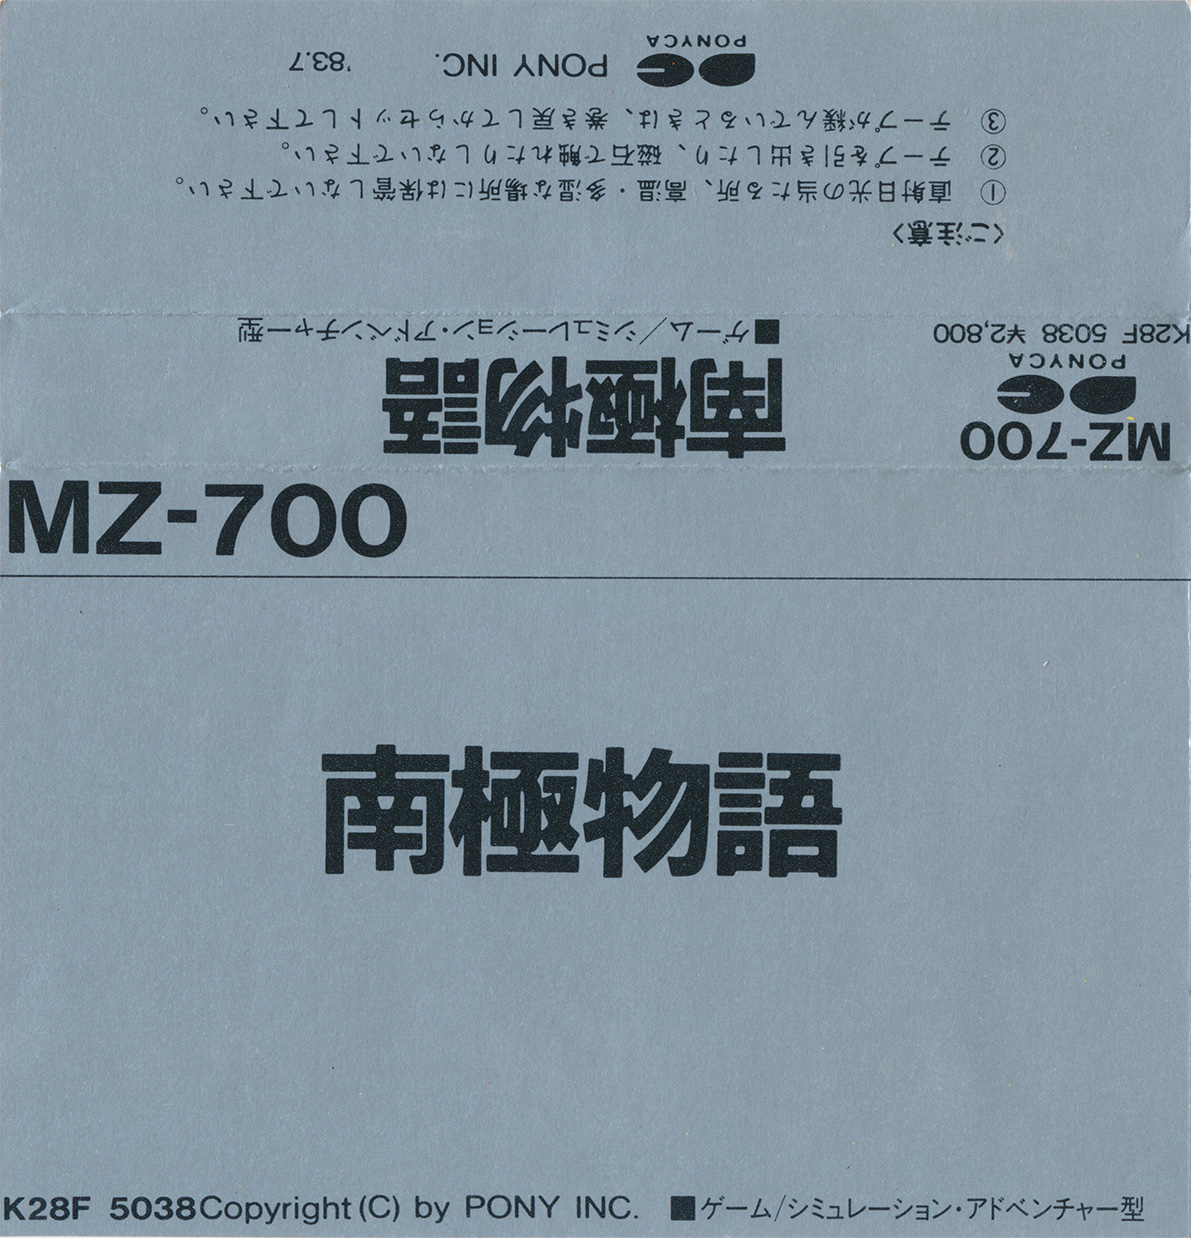 〈ご注意〉
① 直射日光の当たる所、高温・多湿な場所には保管しないで下さい。
② テープを引き出したり、磁石で触れたりしないで下さい。
③ テープが緩んでいるときは、巻き戻してからセットして下さい。
PONYCA PONY INC. '83.7
MZ-700
PONYCA
K28F 5038 ¥2,800
南極物語
■ゲーム/シミュレーション・アドベンチャー型
MZ-700
南極物語
K28F 5038 Copyright (C) by PONY INC. ■ゲーム/シミュレーション・アドベンチャー型